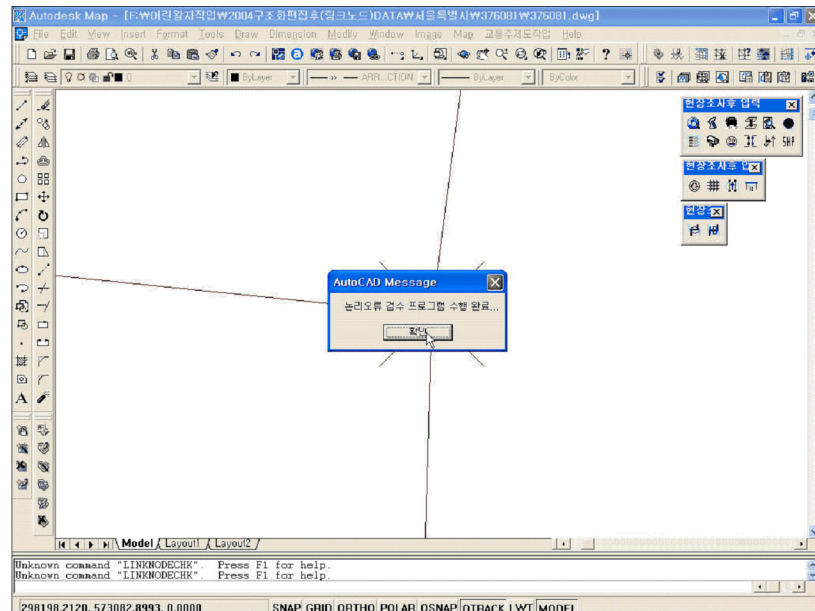 Autodesk Map - [F:₩어린왕자작업₩2004구조화편집후(링크노드)DATA₩서울특별시₩376081₩376081.dwg]
File Edit View Insert Format Tools Draw Dimension Modify Window Image Map 교통주제도작업 Help
0 ByLayer ARR...CTION ByLayer ByColor
현장조사후 입력
SHP
현장조사후 입
현장
AutoCAD Message
논리오류 검수 프로그램 수행 완료...
확인
Model Layout1 Layout2
Unknown command "LINKNODECHK". Press F1 for help.
Unknown command "LINKNODECHK". Press F1 for help.
298198.2120, 573082.8993, 0.0000 SNAP GRID ORTHO POLAR OSNAP OTRACK LWT MODEL